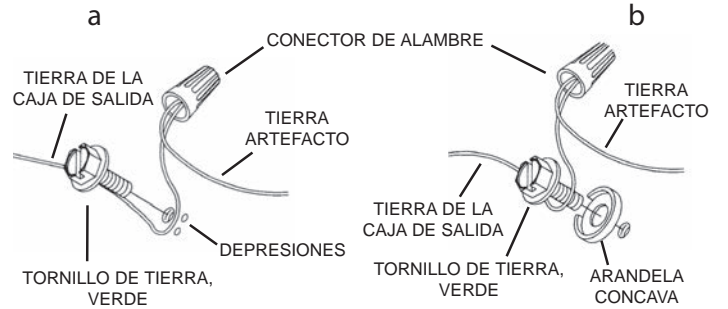 a
b
CONECTOR DE ALAMBRE
TIERRA DE LA
CAJA DE SALIDA
TIERRA
ARTEFACTO
TIERRA
ARTEFACTO
TIERRA DE LA
CAJA DE SALIDA
DEPRESIONES
TORNILLO DE TIERRA,
VERDE
TORNILLO DE TIERRA,
VERDE
ARANDELA
CONCAVA